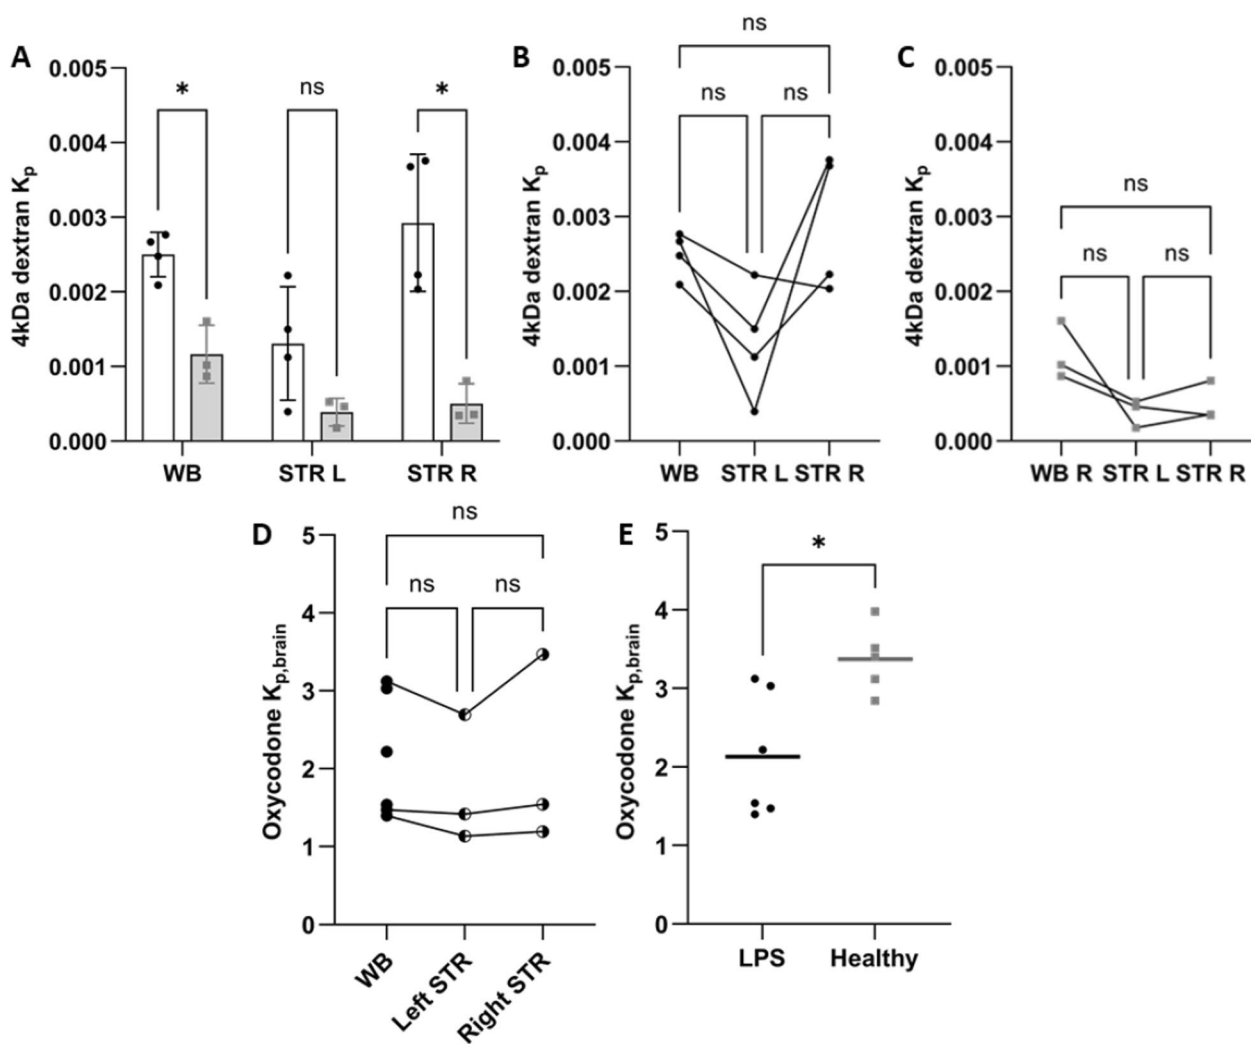 A
4kDa dextran Kp
0.005
0.004
0.003
0.002
0.001
0.000
*
ns
*
WB
STR L
STR R
B
4kDa dextran Kp
0.005
0.004
0.003
0.002
0.001
0.000
ns
ns
ns
WB
STR L
STR R
C
4kDa dextran Kp
0.005
0.004
0.003
0.002
0.001
0.000
ns
ns
ns
WB R
STR L
STR R
D
Oxycodone Kp,brain
5
4
3
2
1
0
ns
ns
ns
WB
Left STR
Right STR
E
Oxycodone Kp,brain
5
4
3
2
1
0
*
LPS
Healthy